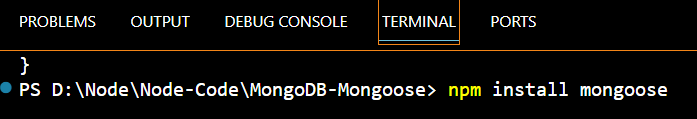 PROBLEMS OUTPUT DEBUG CONSOLE TERMINAL PORTS
}
PS D:\Node\Node-Code\MongoDB-Mongoose> npm install mongoose